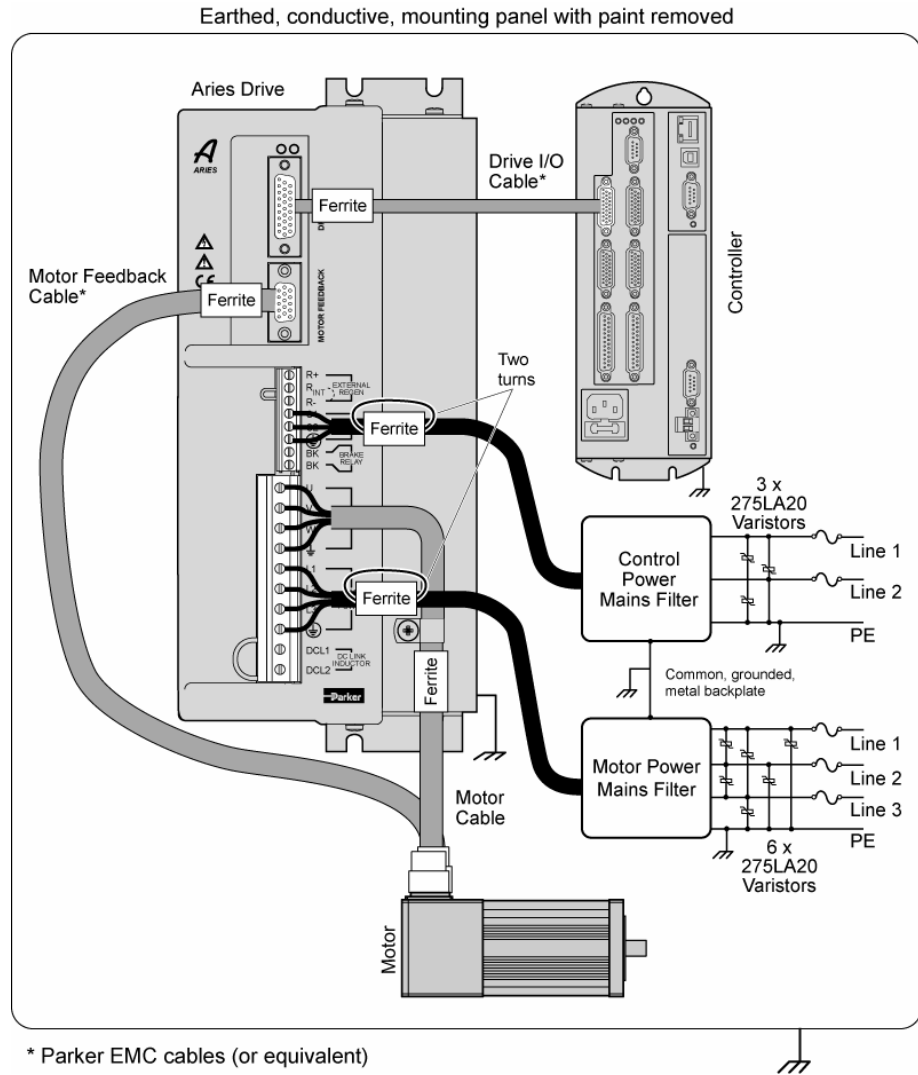 Earthed, conductive, mounting panel with paint removed
Aries Drive
ARIES
Drive I/O
Cable*
Ferrite
Controller
Motor Feedback
Cable*
Ferrite
MOTOR FEEDBACK
Two
turns
R+
RINT
R-
EXTERNAL
REGEN
Ferrite
BK
BK
BRAKE
RELAY
U
L1
Ferrite
DCL1
DCL2
DC LINK
INDUCTOR
Parker
Ferrite
3 x
275LA20
Varistors
Control
Power
Mains Filter
Line 1
Line 2
PE
Common, grounded,
metal backplate
Motor Power
Mains Filter
Line 1
Line 2
Line 3
PE
6 x
275LA20
Varistors
Motor
Cable
Motor
* Parker EMC cables (or equivalent)